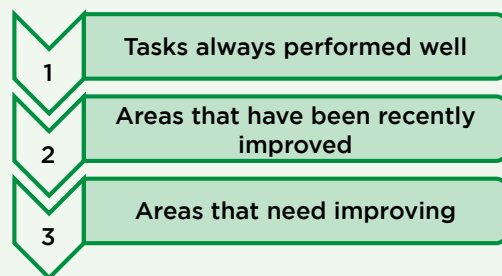 1
Tasks always performed well
2
Areas that have been recently
improved
3
Areas that need improving